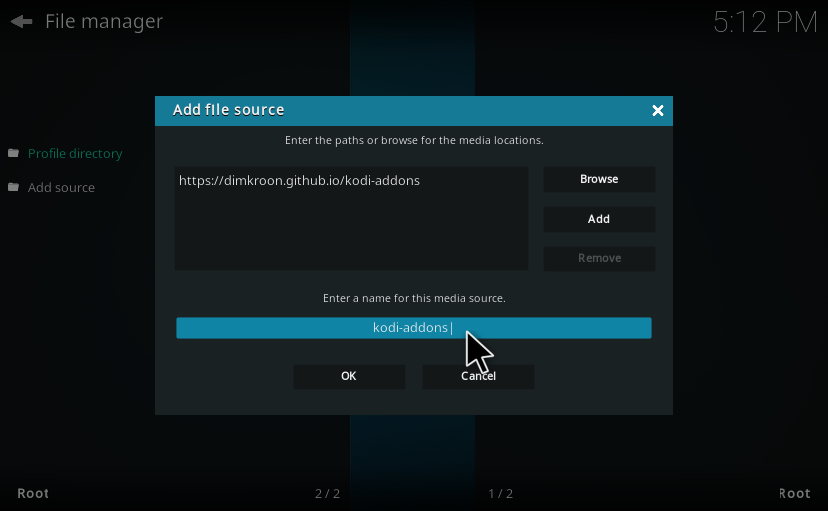 File manager
5:12 PM
Add file source
Enter the paths or browse for the media locations.
https://dimkroon.github.io/kodi-addons
Browse
Add
Remove
Profile directory
Add source
Enter a name for this media source.
kodi-addons
OK
Cancel
Root
2 / 2
1 / 2
Root